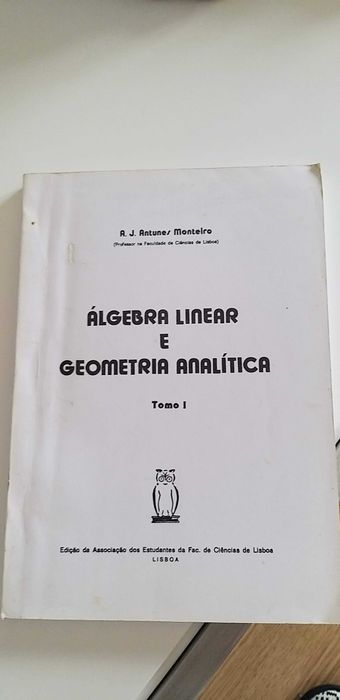 A. J. Antunes Monteiro
(Professor na Faculdade de Ciências de Lisboa)
ÁLGEBRA LINEAR
E
GEOMETRIA ANALÍTICA
Tomo I
Edição da Associação dos Estudantes da Fac. de Ciências de Lisboa
LISBOA